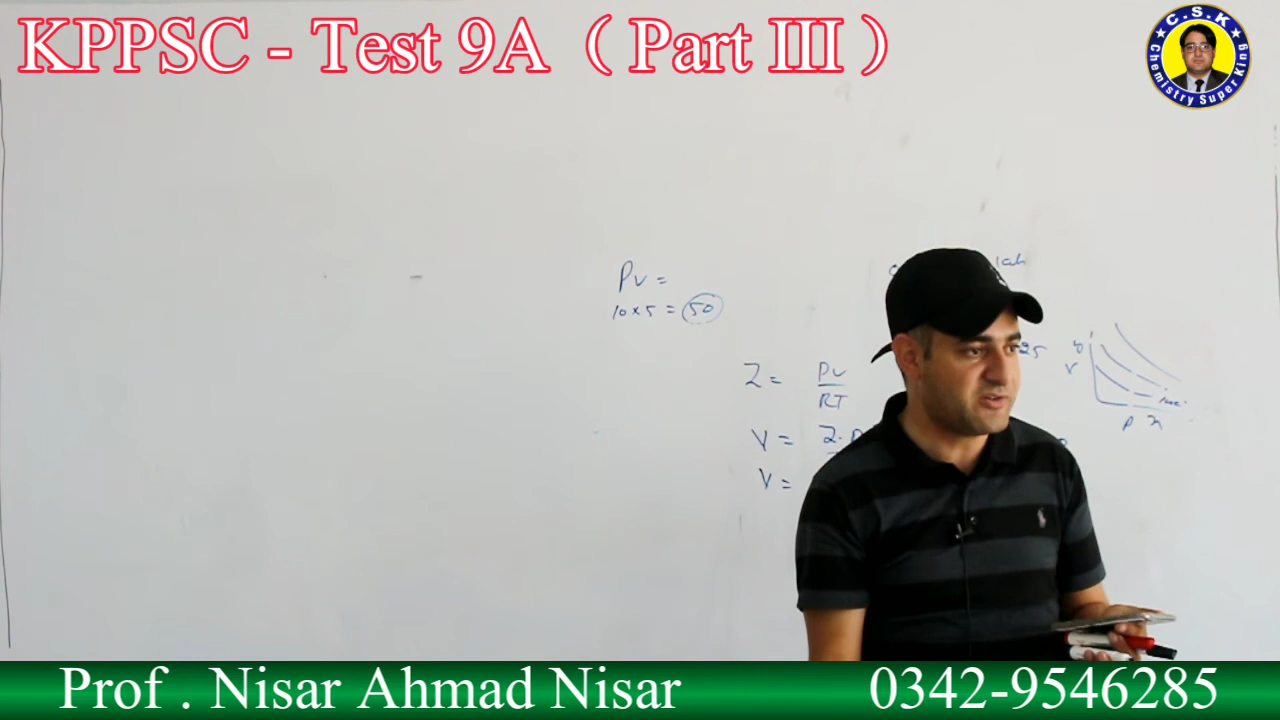 KPPSC - Test 9A ( Part III )
C.S.K
Chemistry Super King
PV =
10 x 5 = 50
Z = PV
RT
V =
V =
V
P
Prof . Nisar Ahmad Nisar
0342-9546285